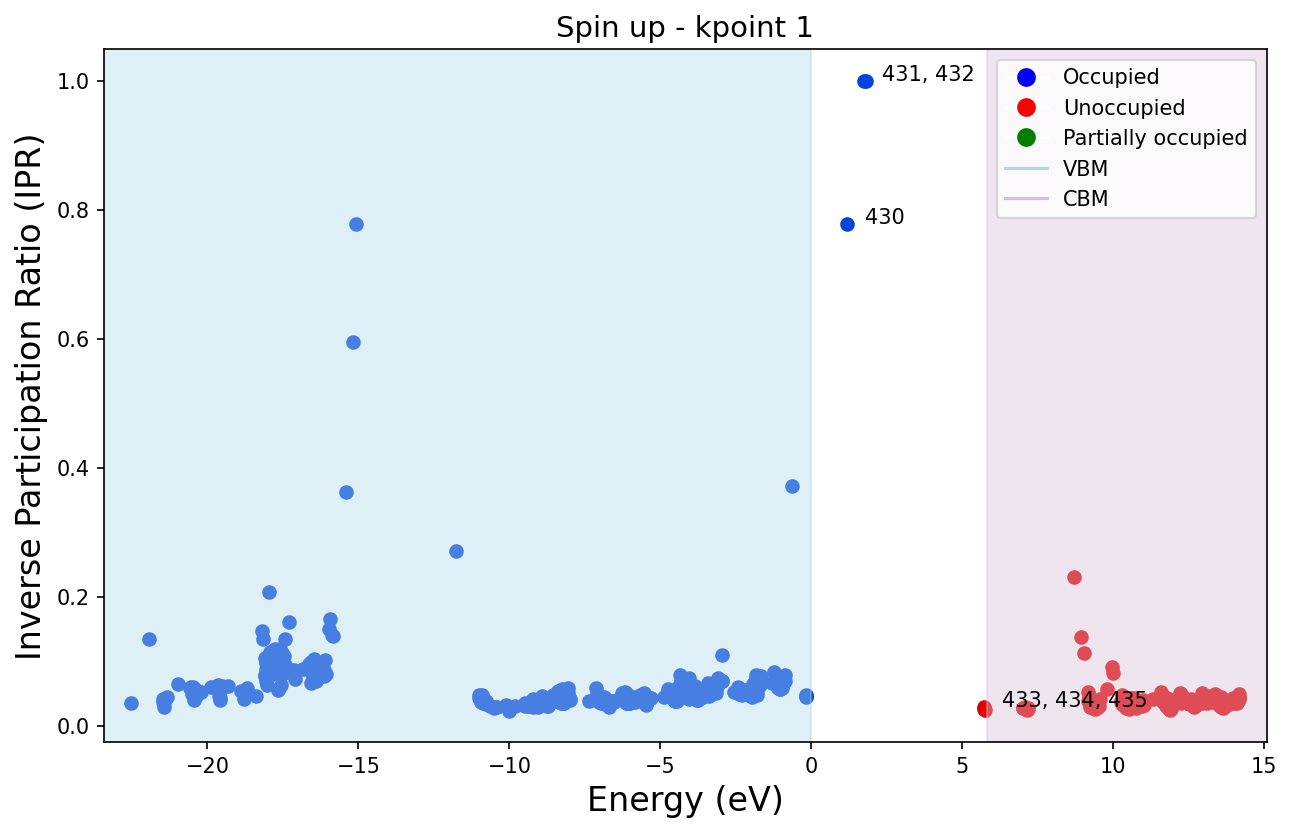 Spin up - kpoint 1
Inverse Participation Ratio (IPR)
1.0
0.8
0.6
0.4
0.2
0.0
431, 432
430
433, 434, 435
Occupied
Unoccupied
Partially occupied
VBM
CBM
−20
−15
−10
−5
0
5
10
15
Energy (eV)